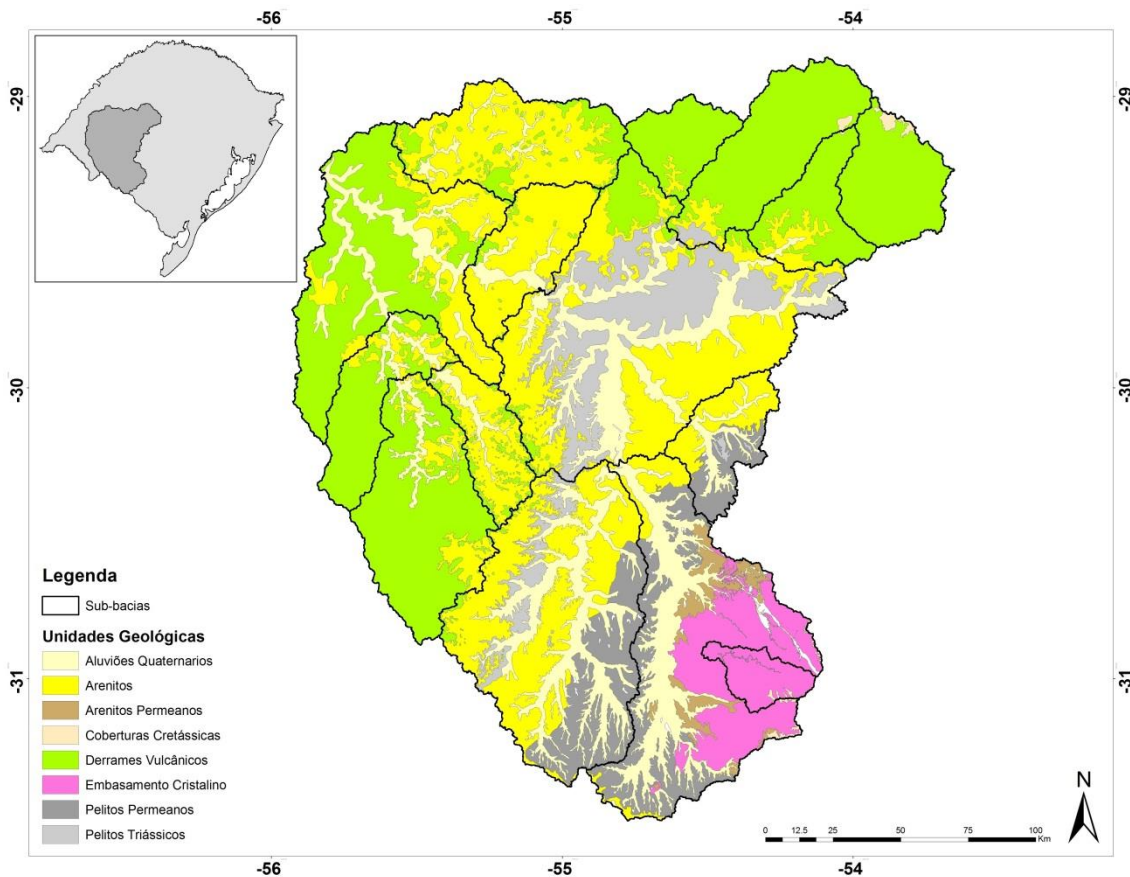 -56 -55 -54
-29 -29
-30 -30
-31 -31
Legenda
Sub-bacias
Unidades Geológicas
Aluviões Quaternarios
Arenitos
Arenitos Permeanos
Coberturas Cretássicas
Derrames Vulcânicos
Embasamento Cristalino
Pelitos Permeanos
Pelitos Triássicos
N
0 12.5 25 50 75 100
Km
-56 -55 -54